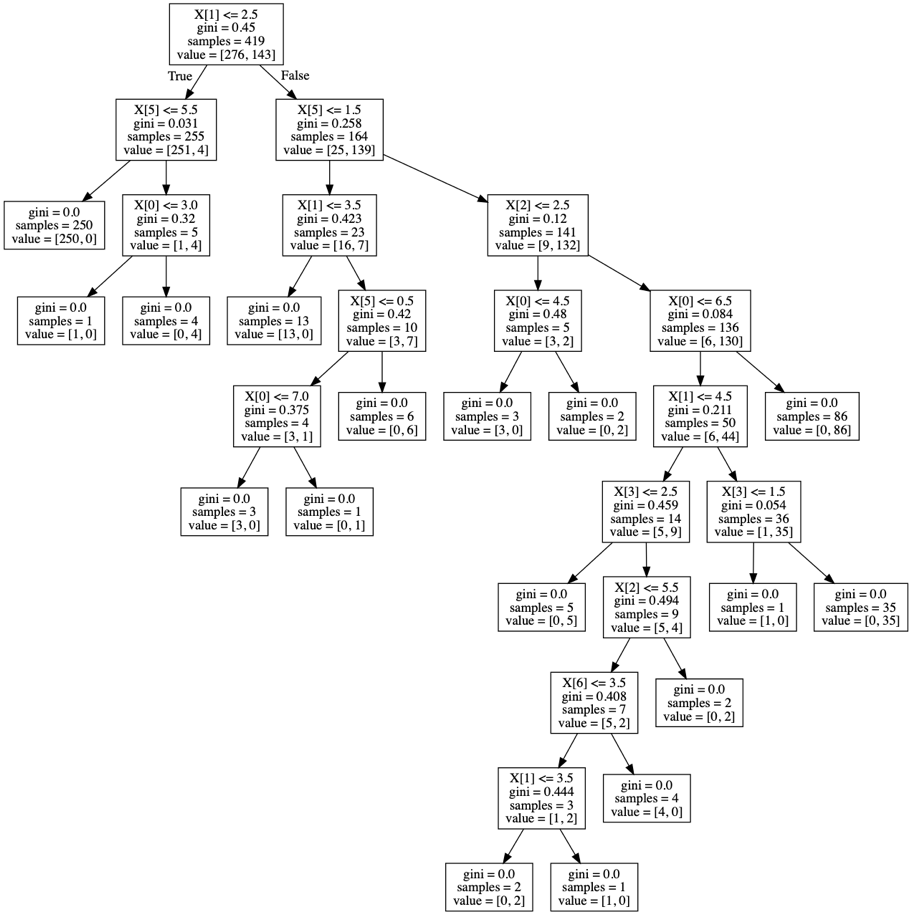 X[1] <= 2.5
gini = 0.45
samples = 419
value = [276, 143]
True
False
X[5] <= 5.5
gini = 0.031
samples = 255
value = [251, 4]
X[5] <= 1.5
gini = 0.258
samples = 164
value = [25, 139]
gini = 0.0
samples = 250
value = [250, 0]
X[0] <= 3.0
gini = 0.32
samples = 5
value = [1, 4]
X[1] <= 3.5
gini = 0.423
samples = 23
value = [16, 7]
X[2] <= 2.5
gini = 0.12
samples = 141
value = [9, 132]
gini = 0.0
samples = 1
value = [1, 0]
gini = 0.0
samples = 4
value = [0, 4]
gini = 0.0
samples = 13
value = [13, 0]
X[5] <= 0.5
gini = 0.42
samples = 10
value = [3, 7]
X[0] <= 4.5
gini = 0.48
samples = 5
value = [3, 2]
X[0] <= 6.5
gini = 0.084
samples = 136
value = [6, 130]
X[0] <= 7.0
gini = 0.375
samples = 4
value = [3, 1]
gini = 0.0
samples = 6
value = [0, 6]
gini = 0.0
samples = 3
value = [3, 0]
gini = 0.0
samples = 2
value = [0, 2]
X[1] <= 4.5
gini = 0.211
samples = 50
value = [6, 44]
gini = 0.0
samples = 86
value = [0, 86]
gini = 0.0
samples = 3
value = [3, 0]
gini = 0.0
samples = 1
value = [0, 1]
X[3] <= 2.5
gini = 0.459
samples = 14
value = [5, 9]
X[3] <= 1.5
gini = 0.054
samples = 36
value = [1, 35]
gini = 0.0
samples = 5
value = [0, 5]
X[2] <= 5.5
gini = 0.494
samples = 9
value = [5, 4]
gini = 0.0
samples = 1
value = [1, 0]
gini = 0.0
samples = 35
value = [0, 35]
X[6] <= 3.5
gini = 0.408
samples = 7
value = [5, 2]
gini = 0.0
samples = 2
value = [0, 2]
X[1] <= 3.5
gini = 0.444
samples = 3
value = [1, 2]
gini = 0.0
samples = 4
value = [4, 0]
gini = 0.0
samples = 2
value = [0, 2]
gini = 0.0
samples = 1
value = [1, 0]